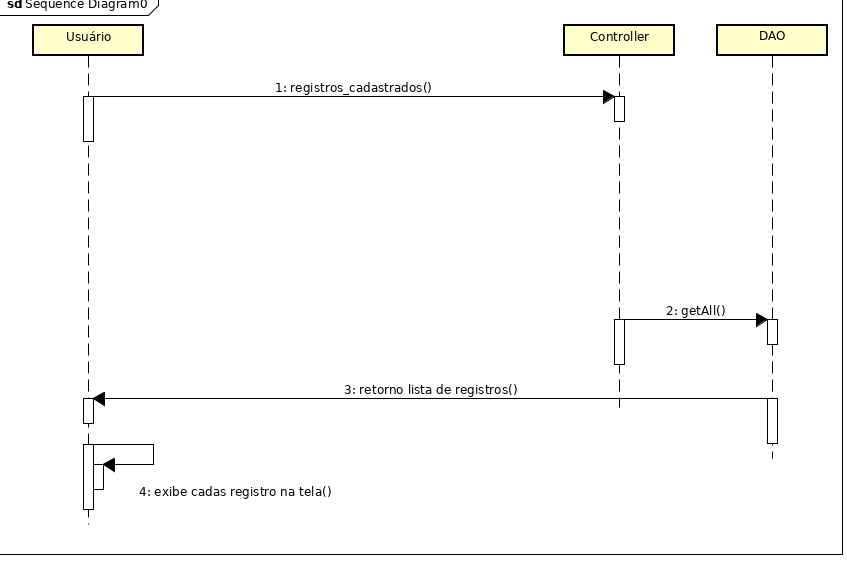 sd Sequence Diagram0
Usuário
Controller
DAO
1: registros_cadastrados()
2: getAll()
3: retorno lista de registros()
4: exibe cadas registro na tela()